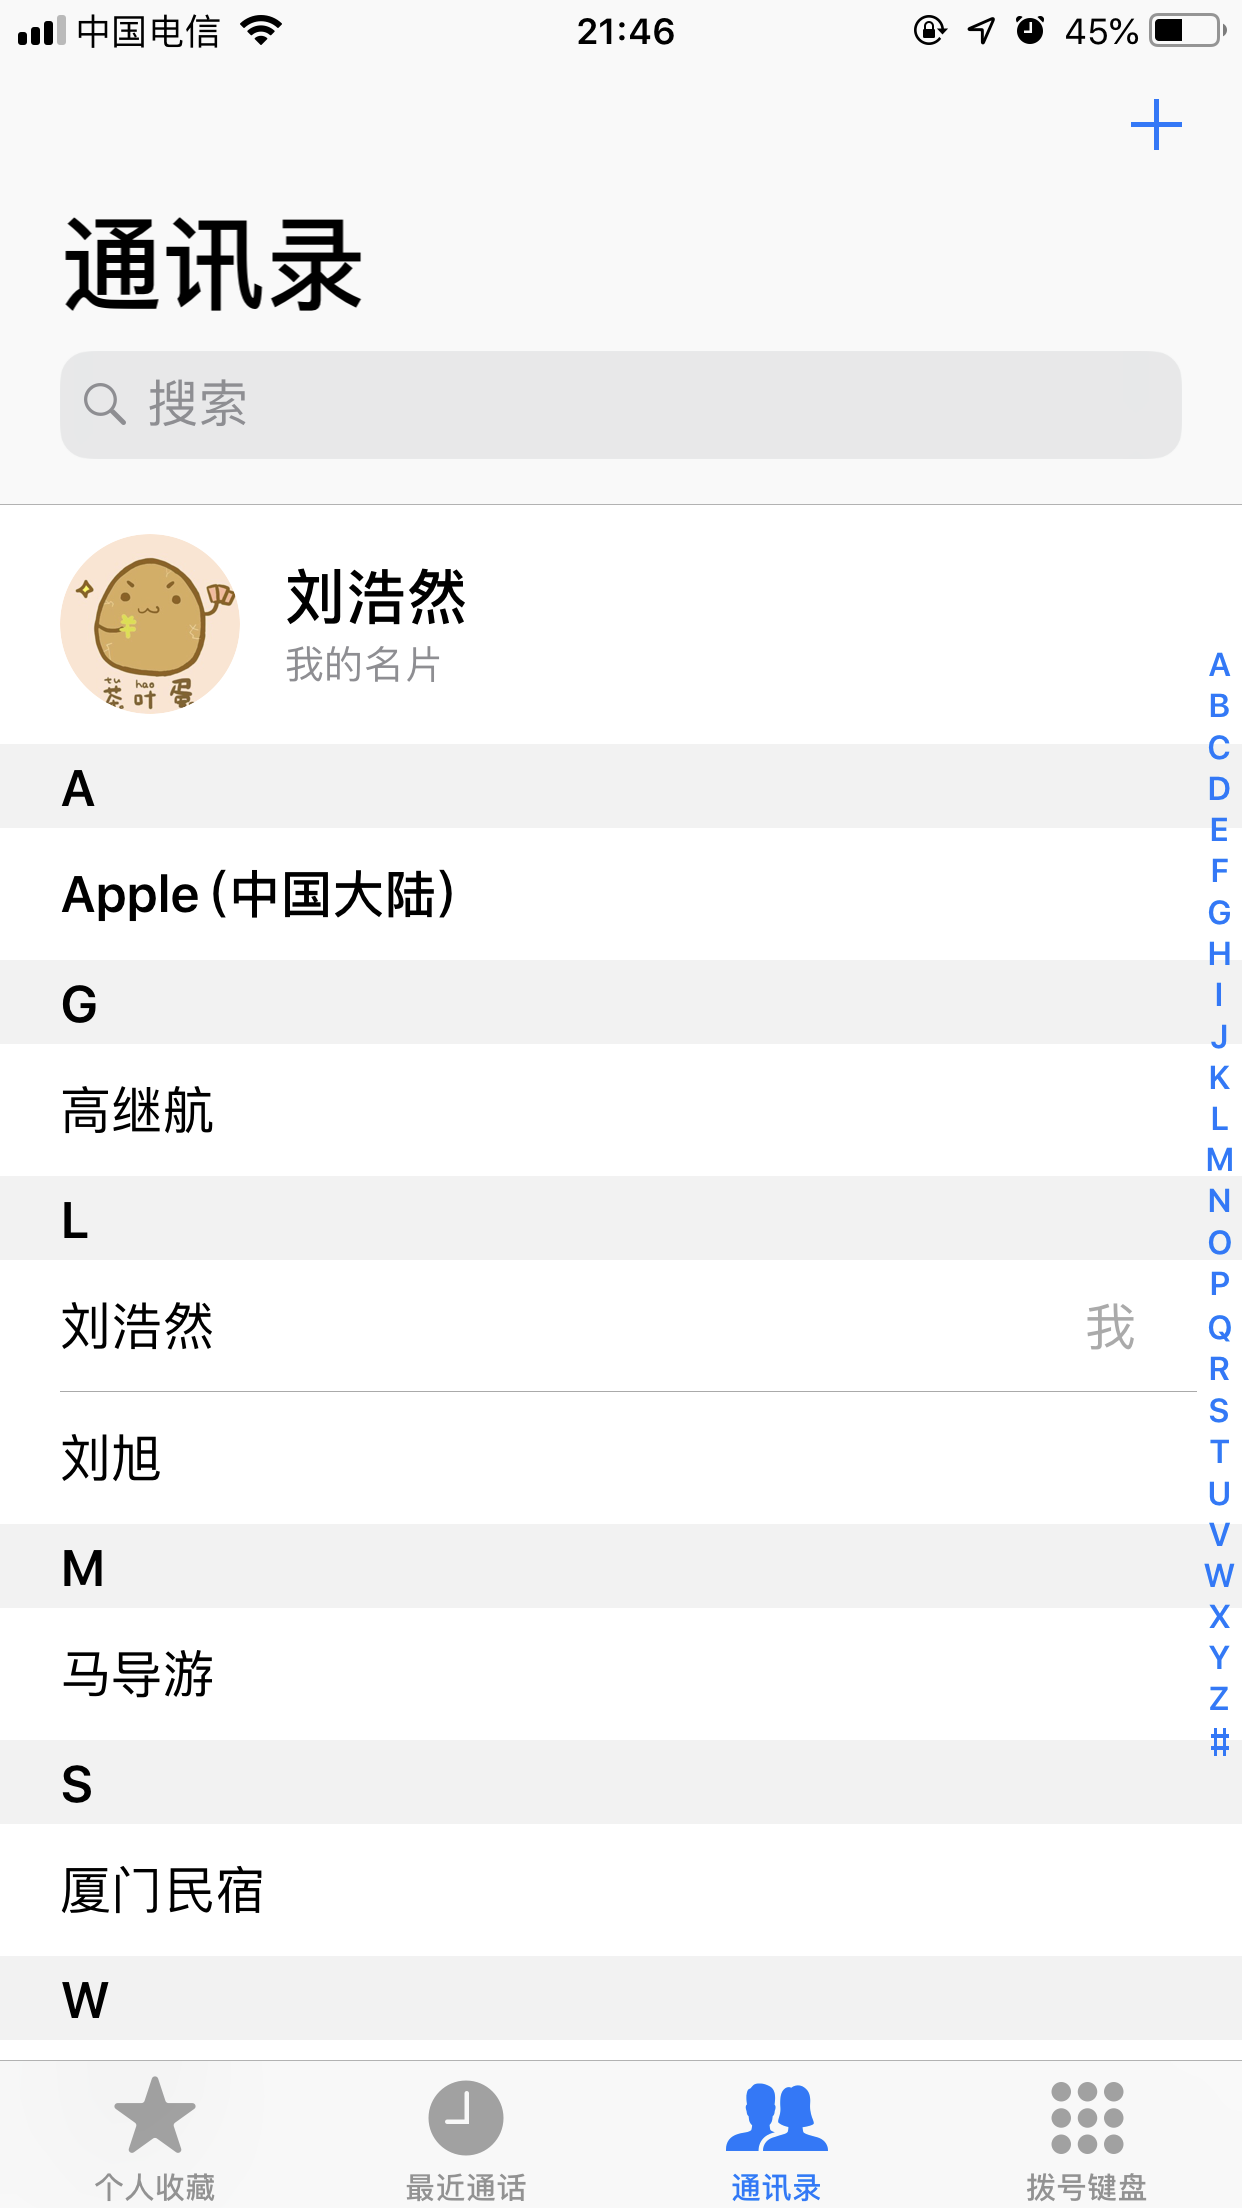 中国电信 21:46 45%
通讯录
搜索
刘浩然
我的名片
tu hao
茶叶蛋
A
Apple (中国大陆)
G
高继航
L
刘浩然 我
刘旭
M
马导游
S
厦门民宿
W
A
B
C
D
E
F
G
H
I
J
K
L
M
N
O
P
Q
R
S
T
U
V
W
X
Y
Z
#
个人收藏 最近通话 通讯录 拨号键盘